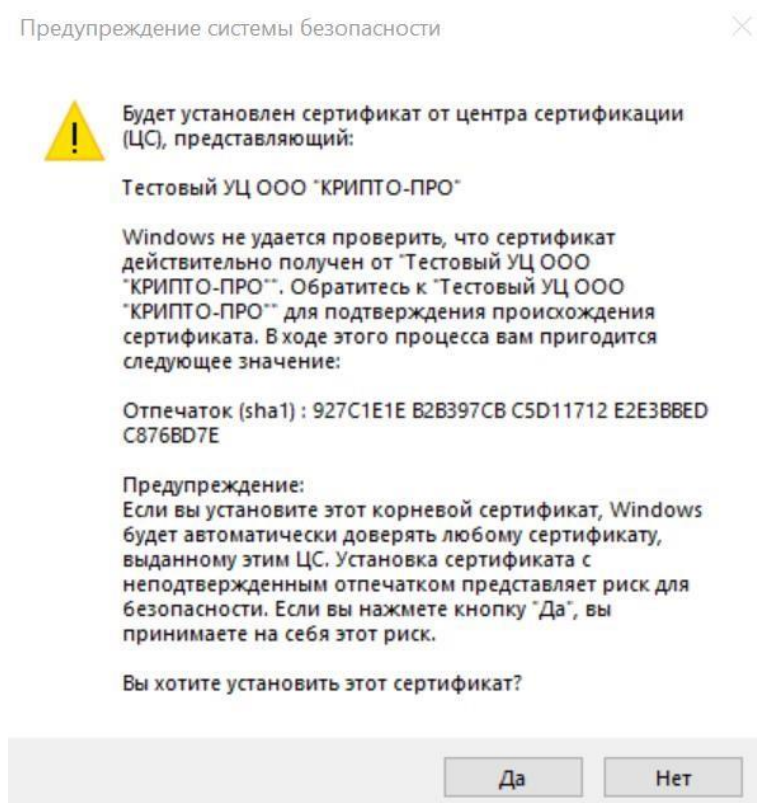 Предупреждение системы безопасности
Будет установлен сертификат от центра сертификации
(ЦС), представляющий:
Тестовый УЦ ООО "КРИПТО-ПРО"
Windows не удается проверить, что сертификат
действительно получен от "Тестовый УЦ ООО
"КРИПТО-ПРО"". Обратитесь к "Тестовый УЦ ООО
"КРИПТО-ПРО"" для подтверждения происхождения
сертификата. В ходе этого процесса вам пригодится
следующее значение:
Отпечаток (sha1) : 927C1E1E B2B397CB C5D11712 E2E3BBED
C876BD7E
Предупреждение:
Если вы установите этот корневой сертификат, Windows
будет автоматически доверять любому сертификату,
выданному этим ЦС. Установка сертификата с
неподтвержденным отпечатком представляет риск для
безопасности. Если вы нажмете кнопку "Да", вы
принимаете на себя этот риск.
Вы хотите установить этот сертификат?
Да
Нет